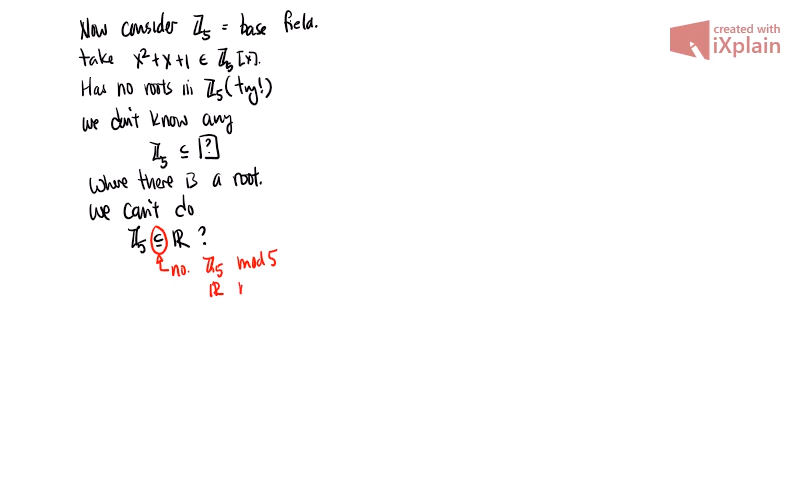 Now consider ℤ₅ = base field.
take x²+x+1 ∈ ℤ₅[x].
Has no roots in ℤ₅ (try!)
we don't know any
ℤ₅ ⊆ ?
where there is a root.
we can't do
ℤ₅ ⊆ ℝ ?
no. ℤ₅ mod 5
ℝ
created with
iXplain